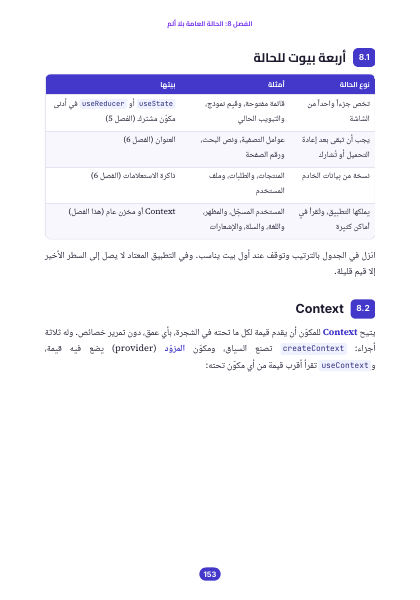 الفصل 8: الحالة العامة بلا ألم
8.1 أربعة بيوت للحالة
نوع الحالة أمثلة بيتها
تخص جزءاً واحداً من قائمة مفتوحة، وقيم نموذج، useState أو useReducer في أدنى
الشاشة والتبويب الحالي مكوّن مشترك (الفصل 5)
يجب أن تبقى بعد إعادة عوامل التصفية، ونص البحث، العنوان (الفصل 6)
التحميل أو تُشارك ورقم الصفحة
نسخة من بيانات الخادم المنتجات، والطلبات، وملف ذاكرة الاستعلامات (الفصل 6)
المستخدم
يملكها التطبيق، وتُقرأ في المستخدم المسجّل، والمظهر، Context أو مخزن عام (هذا الفصل)
أماكن كثيرة واللغة، والسلة، والإشعارات
انزل في الجدول بالترتيب وتوقف عند أول بيت يناسب. وفي التطبيق المعتاد لا يصل إلى السطر الأخير
إلا قيم قليلة.
8.2 Context
يتيح Context للمكوّن أن يقدم قيمة لكل ما تحته في الشجرة، بأي عمق، دون تمرير خصائص. وله ثلاثة
أجزاء: createContext تصنع السياق، ومكوّن المزوّد (provider) يضع فيه قيمة،
و useContext تقرأ أقرب قيمة من أي مكوّن تحته:
153